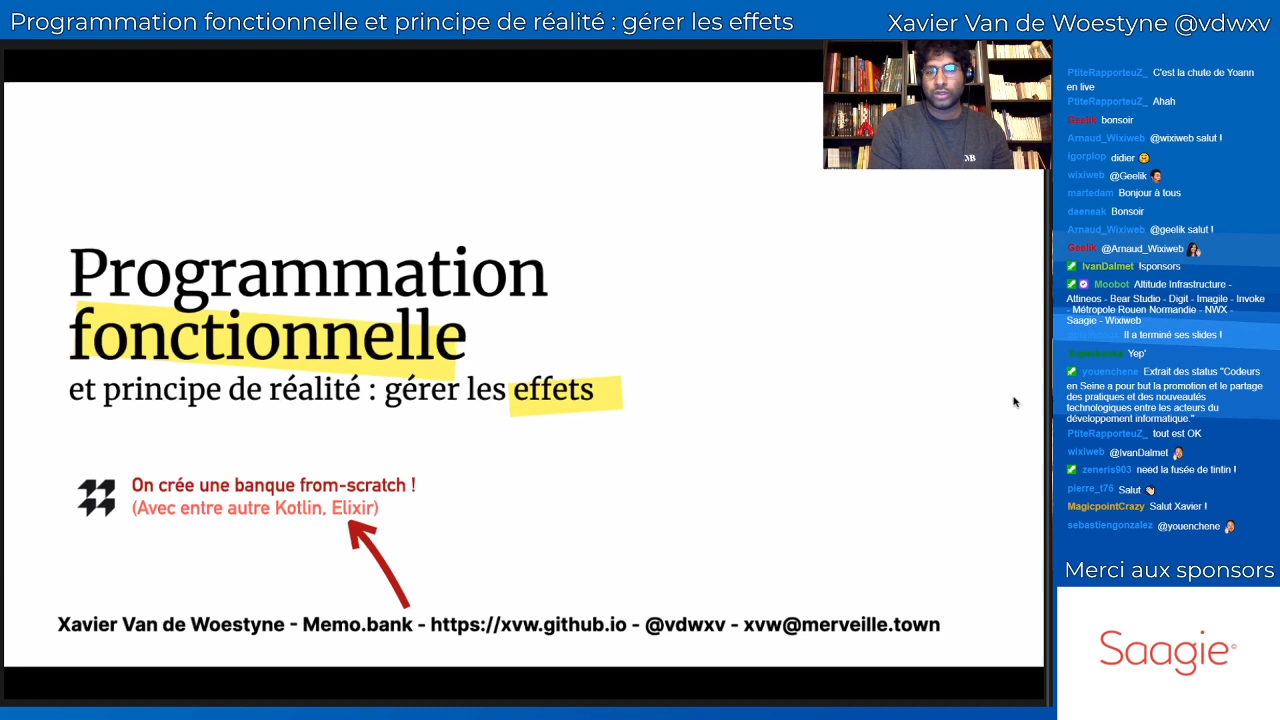 Programmation fonctionnelle et principe de réalité : gérer les effets
Xavier Van de Woestyne @vdwxv
Programmation
fonctionnelle
et principe de réalité : gérer les effets
On crée une banque from-scratch !
(Avec entre autre Kotlin, Elixir)
Xavier Van de Woestyne - Memo.bank - https://xvw.github.io - @vdwxv - xvw@merveille.town
PtiteRapporteuZ_ C'est la chute de Yoann
en live
PtiteRapporteuZ_ Ahah
Geelik bonsoir
Arnaud_Wixiweb @wixiweb salut !
igorplop didier
wixiweb @Geelik
martedam Bonjour à tous
daeneak Bonsoir
Arnaud_Wixiweb @geelik salut !
Geelik @Arnaud_Wixiweb
IvanDalmet !sponsors
Moobot Altitude Infrastructure -
Attineos - Bear Studio - Digit - Imagile - Invoke
- Métropole Rouen Normandie - NWX -
Saagie - Wixiweb
Il a terminé ses slides !
Yep'
youenchene Extrait des status "Codeurs
en Seine a pour but la promotion et le partage
des pratiques et des nouveautés
technologiques entre les acteurs du
développement informatique."
PtiteRapporteuZ_ tout est OK
wixiweb @IvanDalmet
zeneris903 need la fusée de tintin !
pierre_t76 Salut
MagicpointCrazy Salut Xavier !
sebastiengonzalez @youenchene
Merci aux sponsors
Saagie